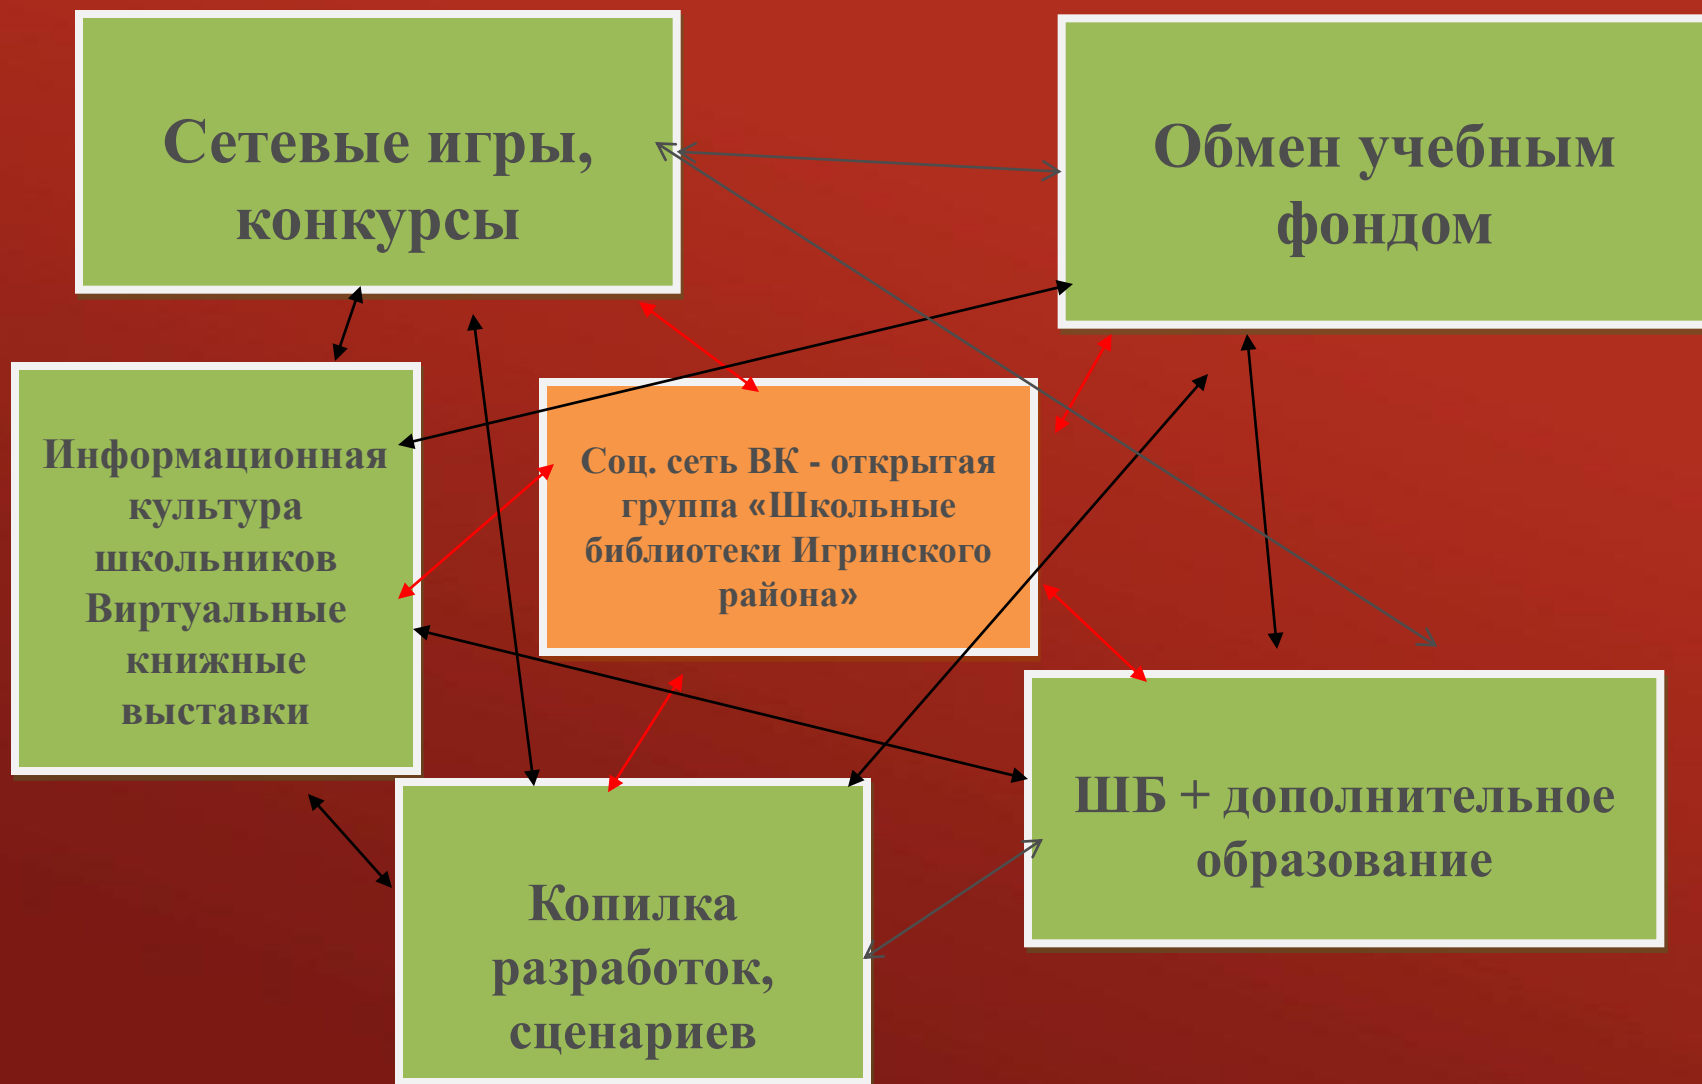 Сетевые игры,
конкурсы
Обмен учебным
фондом
Информационная
культура
школьников
Виртуальные
книжные
выставки
Соц. сеть ВК - открытая
группа «Школьные
библиотеки Игринского
района»
ШБ + дополнительное
образование
Копилка
разработок,
сценариев